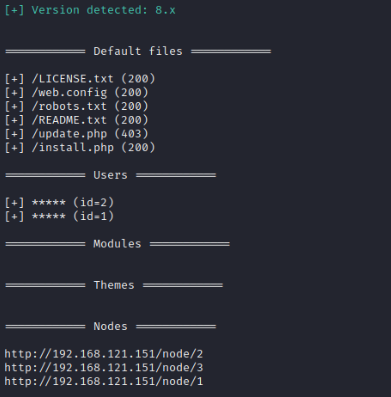 [+] Version detected: 8.x
============ Default files ============
[+] /LICENSE.txt (200)
[+] /web.config (200)
[+] /robots.txt (200)
[+] /README.txt (200)
[+] /update.php (403)
[+] /install.php (200)
============ Users ============
[+] ***** (id=2)
[+] ***** (id=1)
============ Modules ============
============ Themes ============
============ Nodes ============
http://192.168.121.151/node/2
http://192.168.121.151/node/3
http://192.168.121.151/node/1